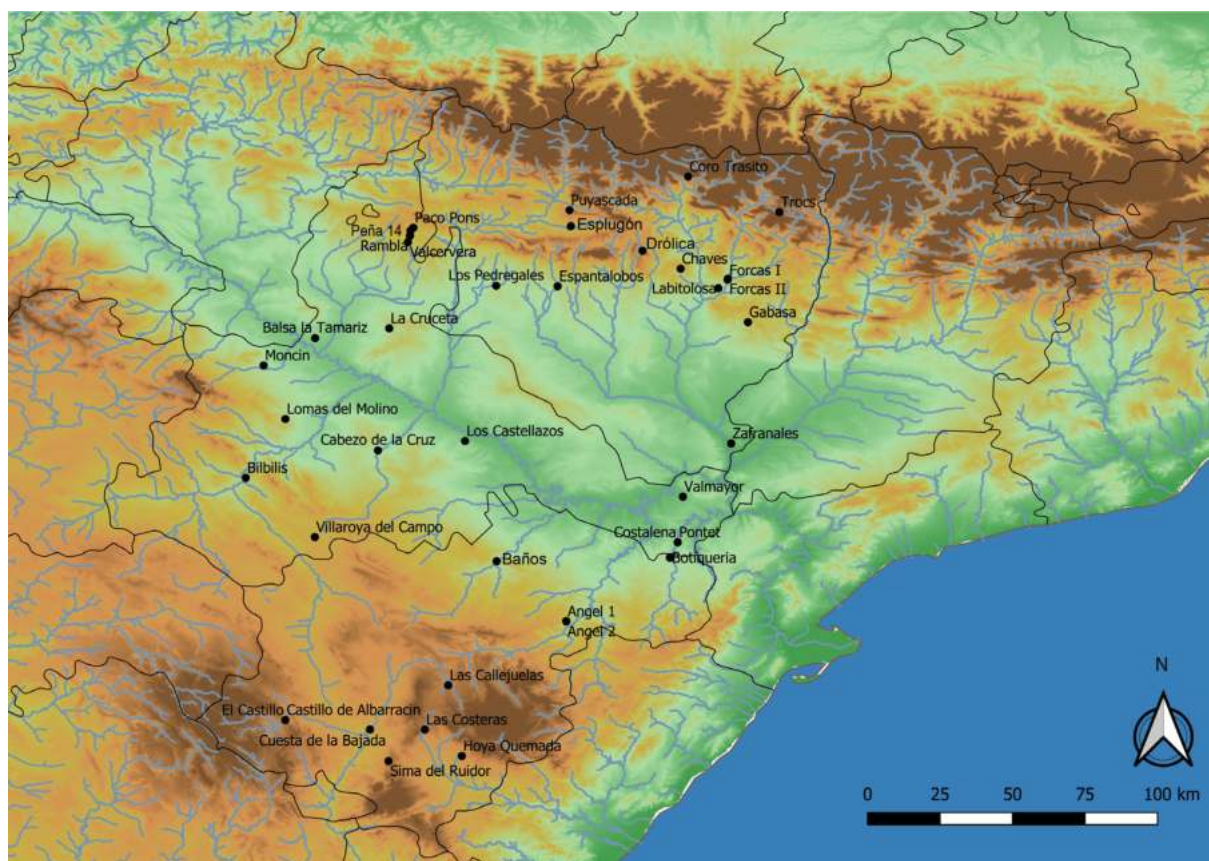 Coro Trasito
Puyascada
Trocs
Paco Pons
Esplugón
Peña 14
Rambla
Valcervera
Drólica
Chaves
Los Pedregales
Espantalobos
Forcas I
Labitolosa
Forcas II
Gabasa
La Cruceta
Balsa la Tamariz
Moncin
Lomas del Molino
Los Castellazos
Zafranales
Cabezo de la Cruz
Bilbilis
Valmayor
Villaroya del Campo
Costalena
Pontet
Baños
Botiqueria
Angel 1
Angel 2
N
Las Callejuelas
El Castillo
Castillo de Albarracin
Las Costeras
Cuesta de la Bajada
Hoya Quemada
Sima del Ruidor
0 25 50 75 100 km